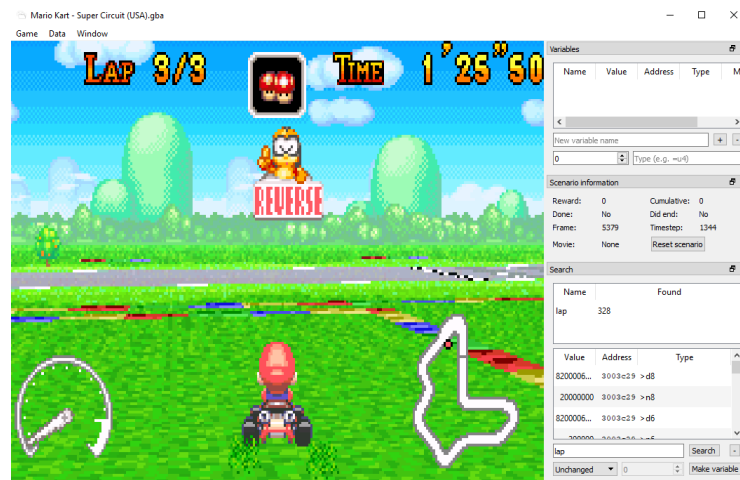 Mario Kart - Super Circuit (USA).gba
Game Data Window
LAP 3/3
TIME 1'25"50
REVERSE
Variables
Name Value Address Type M
New variable name + -
0 Type (e.g. =u4)
Scenario information
Reward: 0 Cumulative: 0
Done: No Did end: No
Frame: 5379 Timestep: 1344
Movie: None Reset scenario
Search
Name Found
lap 328
Value Address Type
8200006... 3003c29 >d8
20000000 3003c29 >n8
8200006... 3003c29 >d6
lap Search -
Unchanged 0 Make variable